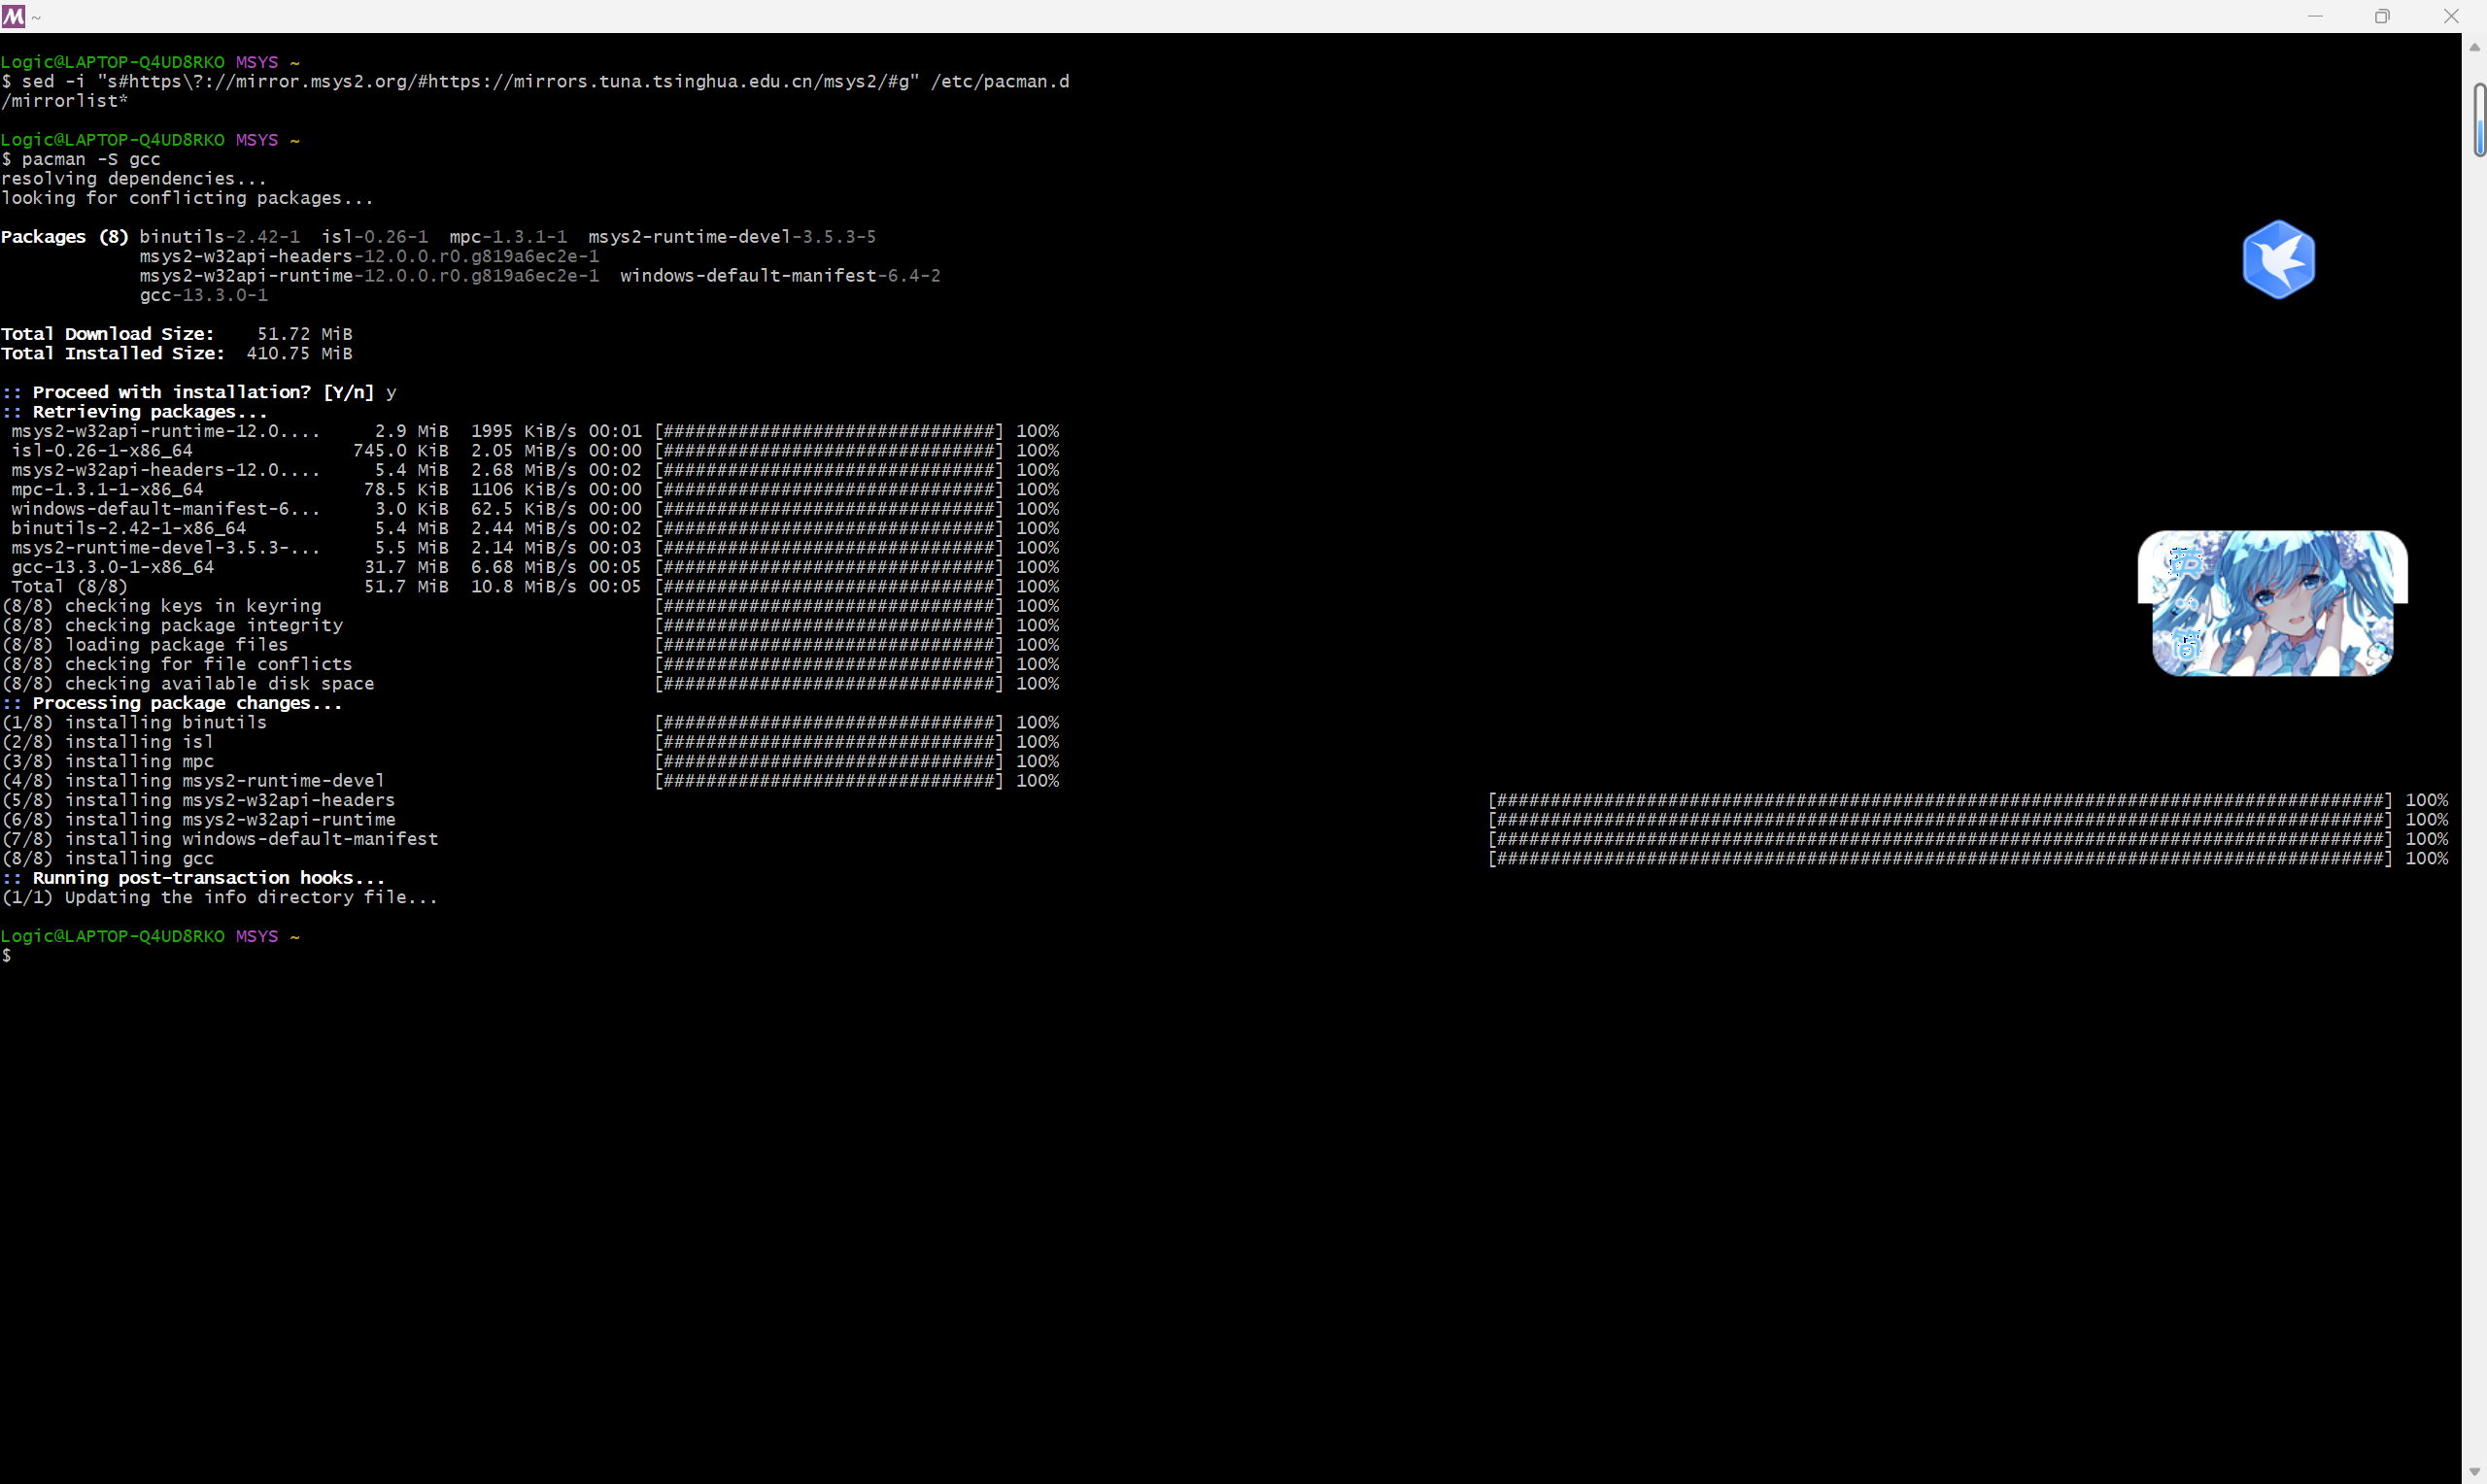 ~
Logic@LAPTOP-Q4UD8RKO MSYS ~
$ sed -i "s#https\?://mirror.msys2.org/#https://mirrors.tuna.tsinghua.edu.cn/msys2/#g" /etc/pacman.d
/mirrorlist*
Logic@LAPTOP-Q4UD8RKO MSYS ~
$ pacman -S gcc
resolving dependencies...
looking for conflicting packages...
Packages (8) binutils-2.42-1  isl-0.26-1  mpc-1.3.1-1  msys2-runtime-devel-3.5.3-5
msys2-w32api-headers-12.0.0.r0.g819a6ec2e-1
msys2-w32api-runtime-12.0.0.r0.g819a6ec2e-1  windows-default-manifest-6.4-2
gcc-13.3.0-1
Total Download Size:    51.72 MiB
Total Installed Size:  410.75 MiB
:: Proceed with installation? [Y/n] y
:: Retrieving packages...
msys2-w32api-runtime-12.0....     2.9 MiB  1995 KiB/s 00:01 [###############################] 100%
isl-0.26-1-x86_64               745.0 KiB  2.05 MiB/s 00:00 [###############################] 100%
msys2-w32api-headers-12.0....     5.4 MiB  2.68 MiB/s 00:02 [###############################] 100%
mpc-1.3.1-1-x86_64               78.5 KiB  1106 KiB/s 00:00 [###############################] 100%
windows-default-manifest-6...     3.0 KiB  62.5 KiB/s 00:00 [###############################] 100%
binutils-2.42-1-x86_64            5.4 MiB  2.44 MiB/s 00:02 [###############################] 100%
msys2-runtime-devel-3.5.3-...     5.5 MiB  2.14 MiB/s 00:03 [###############################] 100%
gcc-13.3.0-1-x86_64              31.7 MiB  6.68 MiB/s 00:05 [###############################] 100%
Total (8/8)                      51.7 MiB  10.8 MiB/s 00:05 [###############################] 100%
(8/8) checking keys in keyring                               [###############################] 100%
(8/8) checking package integrity                             [###############################] 100%
(8/8) loading package files                                  [###############################] 100%
(8/8) checking for file conflicts                            [###############################] 100%
(8/8) checking available disk space                          [###############################] 100%
:: Processing package changes...
(1/8) installing binutils                                    [###############################] 100%
(2/8) installing isl                                         [###############################] 100%
(3/8) installing mpc                                         [###############################] 100%
(4/8) installing msys2-runtime-devel                         [###############################] 100%
(5/8) installing msys2-w32api-headers [###################################################################################] 100%
(6/8) installing msys2-w32api-runtime [###################################################################################] 100%
(7/8) installing windows-default-manifest [###################################################################################] 100%
(8/8) installing gcc [###################################################################################] 100%
:: Running post-transaction hooks...
(1/1) Updating the info directory file...
Logic@LAPTOP-Q4UD8RKO MSYS ~
$